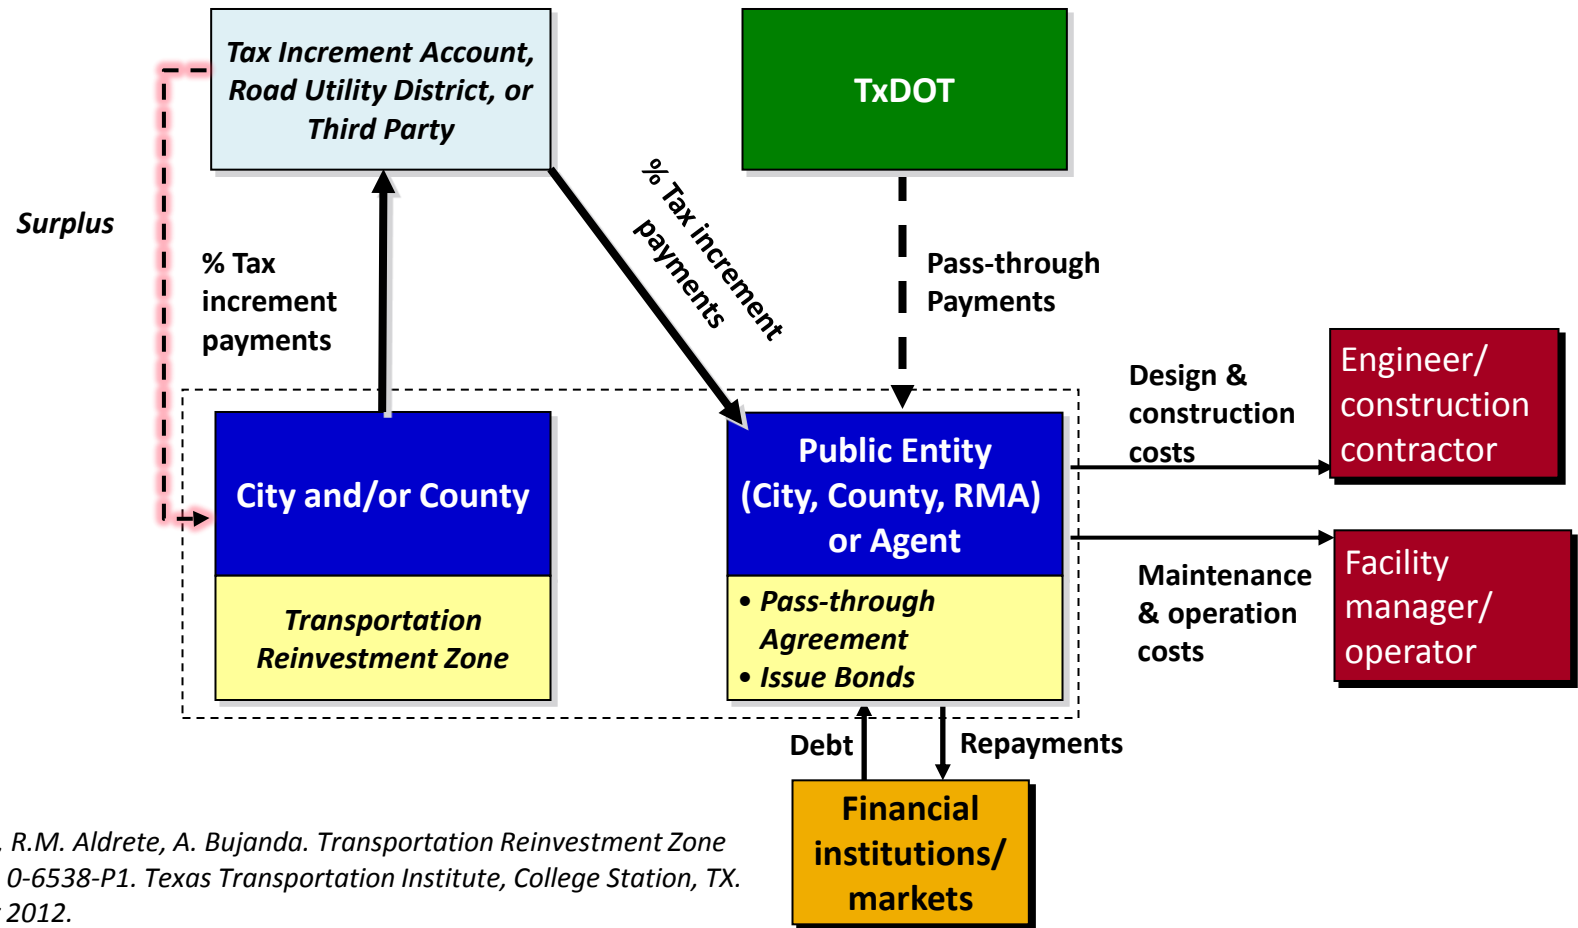 Tax Increment Account,
Road Utility District, or
Third Party
TxDOT
Surplus
% Tax
increment
payments
% Tax increment
payments
Pass-through
Payments
Design &
construction
costs
Engineer/
construction
contractor
City and/or County
Public Entity
(City, County, RMA)
or Agent
Maintenance
& operation
costs
Facility
manager/
operator
Transportation
Reinvestment Zone
• Pass-through
Agreement
• Issue Bonds
Debt
Repayments
Financial
institutions/
markets
, R.M. Aldrete, A. Bujanda. Transportation Reinvestment Zone
0-6538-P1. Texas Transportation Institute, College Station, TX.
2012.